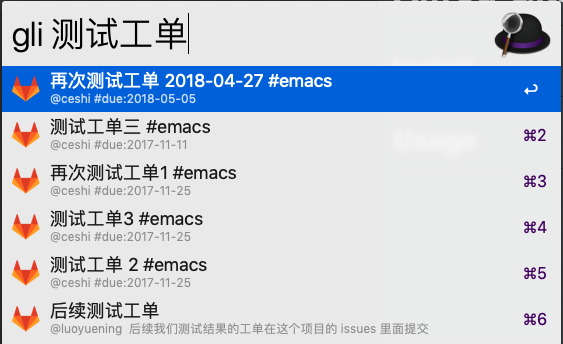 gli 测试工单
再次测试工单 2018-04-27 #emacs
@ceshi #due:2018-05-05
↩
测试工单三 #emacs
@ceshi #due:2017-11-11
⌘2
再次测试工单1 #emacs
@ceshi #due:2017-11-25
⌘3
测试工单3 #emacs
@ceshi #due:2017-11-25
⌘4
测试工单 2 #emacs
@ceshi #due:2017-11-25
⌘5
后续测试工单
@luoyuening 后续我们测试结果的工单在这个项目的 issues 里面提交
⌘6
Usage